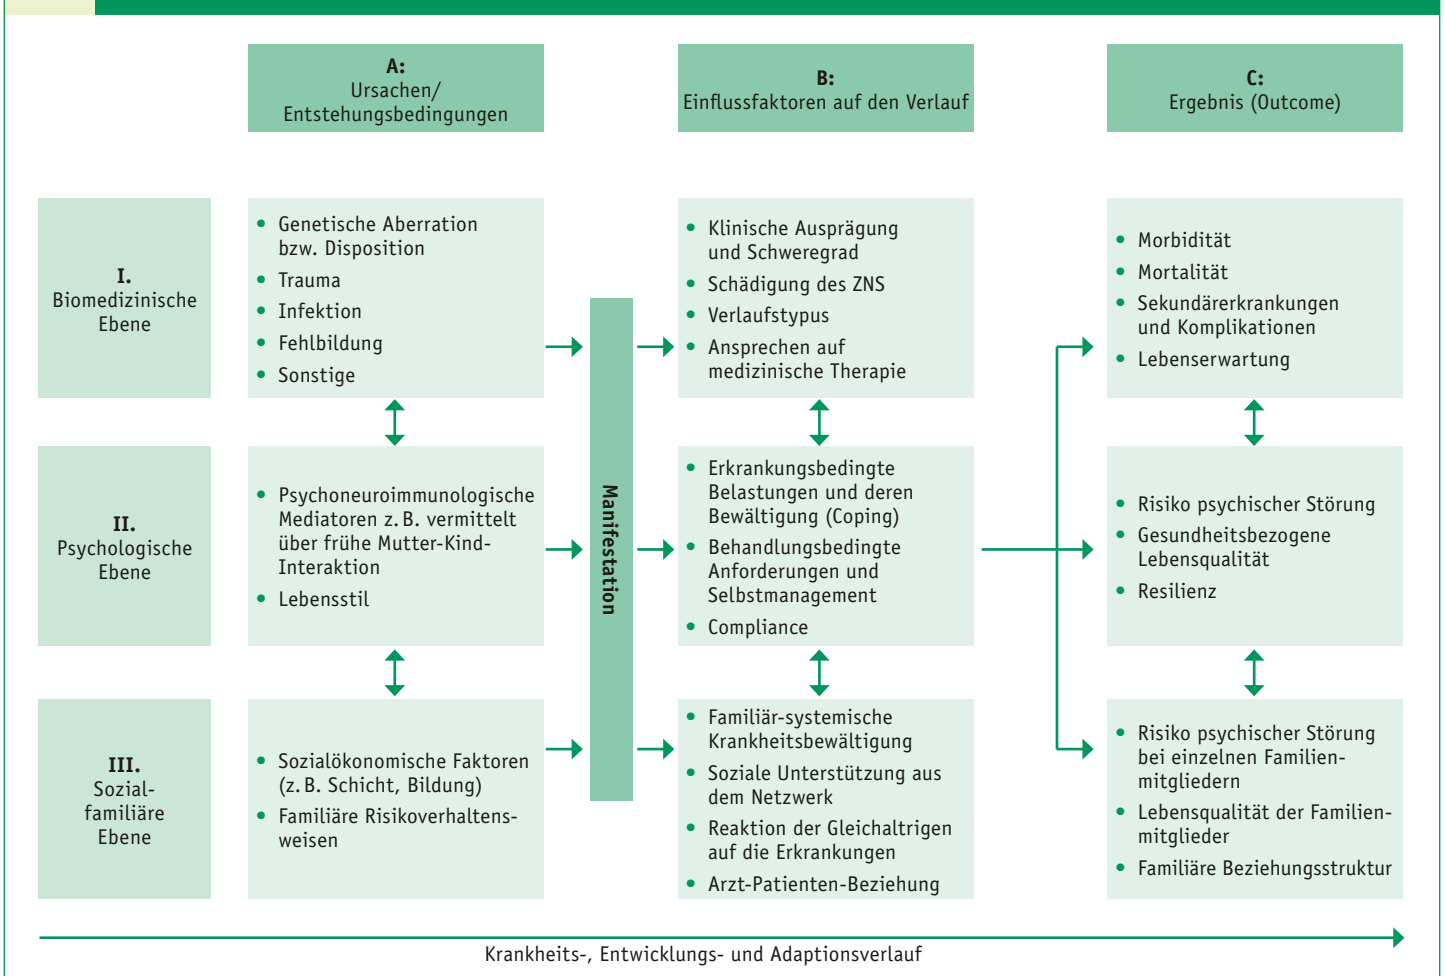 A:
Ursachen/
Entstehungsbedingungen
B:
Einflussfaktoren auf den Verlauf
C:
Ergebnis (Outcome)
I.
Biomedizinische
Ebene
• Genetische Aberration
bzw. Disposition
• Trauma
• Infektion
• Fehlbildung
• Sonstige
• Klinische Ausprägung
und Schweregrad
• Schädigung des ZNS
• Verlaufstypus
• Ansprechen auf
medizinische Therapie
• Morbidität
• Mortalität
• Sekundärerkrankungen
und Komplikationen
• Lebenserwartung
Manifestation
II.
Psychologische
Ebene
• Psychoneuroimmunologische
Mediatoren z. B. vermittelt
über frühe Mutter-Kind-
Interaktion
• Lebensstil
• Erkrankungsbedingte
Belastungen und deren
Bewältigung (Coping)
• Behandlungsbedingte
Anforderungen und
Selbstmanagement
• Compliance
• Risiko psychischer Störung
• Gesundheitsbezogene
Lebensqualität
• Resilienz
III.
Sozial-
familiäre
Ebene
• Sozialökonomische Faktoren
(z. B. Schicht, Bildung)
• Familiäre Risikoverhaltens-
weisen
• Familiär-systemische
Krankheitsbewältigung
• Soziale Unterstützung aus
dem Netzwerk
• Reaktion der Gleichaltrigen
auf die Erkrankungen
• Arzt-Patienten-Beziehung
• Risiko psychischer Störung
bei einzelnen Familien-
mitgliedern
• Lebensqualität der Familien-
mitglieder
• Familiäre Beziehungsstruktur
Krankheits-, Entwicklungs- und Adaptionsverlauf